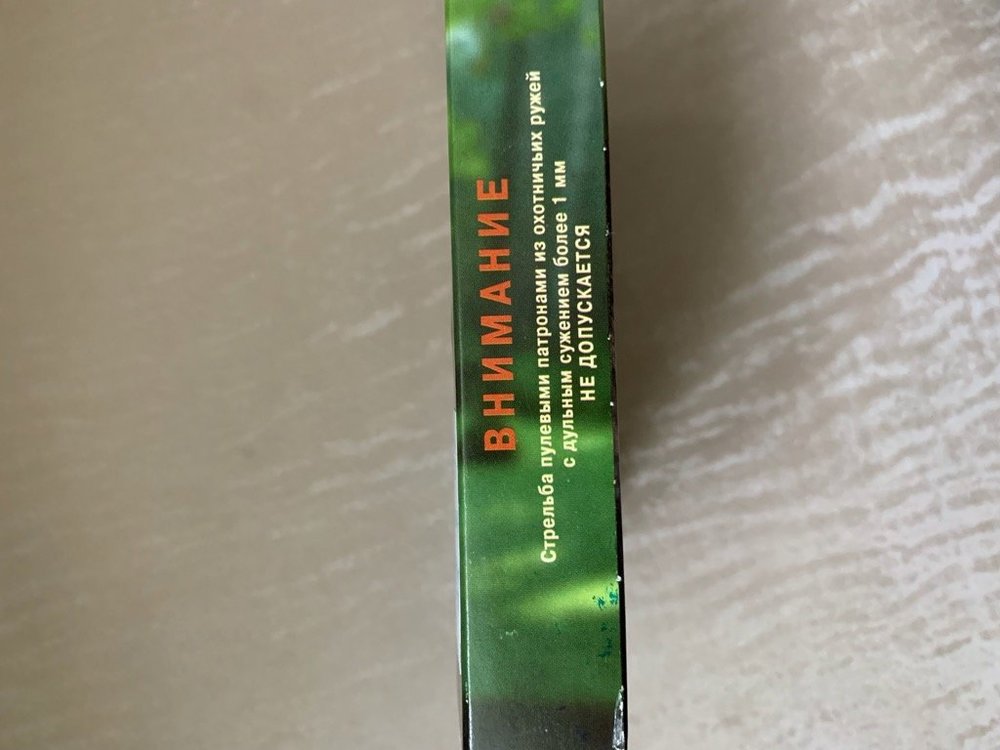 ВНИМАНИЕ
Стрельба пулевыми патронами из охотничьих ружей
с дульным сужением более 1 мм
НЕ ДОПУСКАЕТСЯ